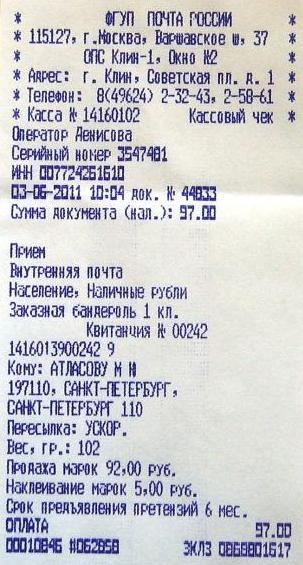 * ФГУП ПОЧТА РОССИИ *
* 115127, г.Москва, Варшавское ш, 37 *
* ОПС Клин-1, Окно №2 *
* Адрес: г. Клин, Советская пл. д. 1 *
* Телефон: 8(49624) 2-32-43, 2-58-61 *
* Касса № 14160102 Кассовый чек *
Оператор Денисова
Серийный номер 3547481
ИНН 007724261610
03-06-2011 10:04 док. № 44833
Сумма документа (нал.): 97.00
Прием
Внутренняя почта
Население, Наличные рубли
Заказная бандероль 1 кл.
Квитанция № 00242
1416013900242 9
Кому: АТЛАСОВУ М И
197110, САНКТ-ПЕТЕРБУРГ,
САНКТ-ПЕТЕРБУРГ 110
Пересылка: УСКОР.
Вес, гр.: 102
Продажа марок 92,00 руб.
Наклеивание марок 5,00 руб.
Срок предъявления претензий 6 мес.
ОПЛАТА 97.00
00010846 #062858 ЭКЛЗ 0868801617